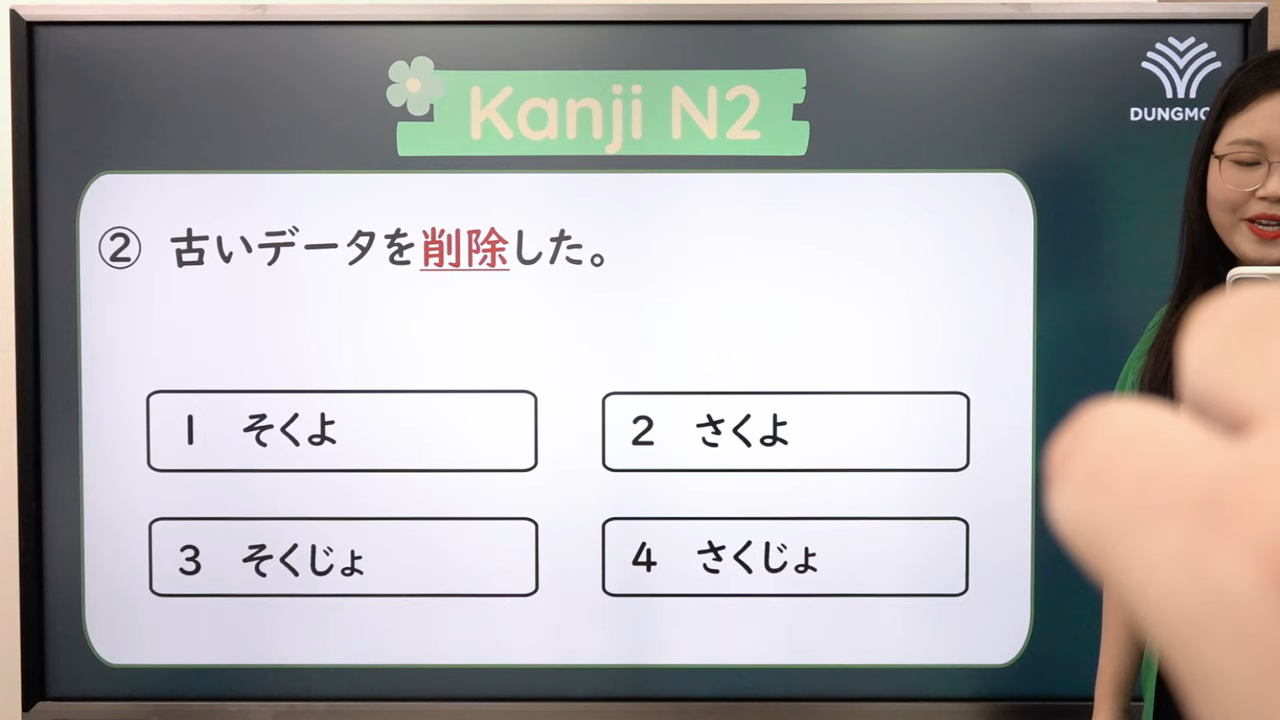 Kanji N2
② 古いデータを削除した。
1 そくよ
2 さくよ
3 そくじょ
4 さくじょ